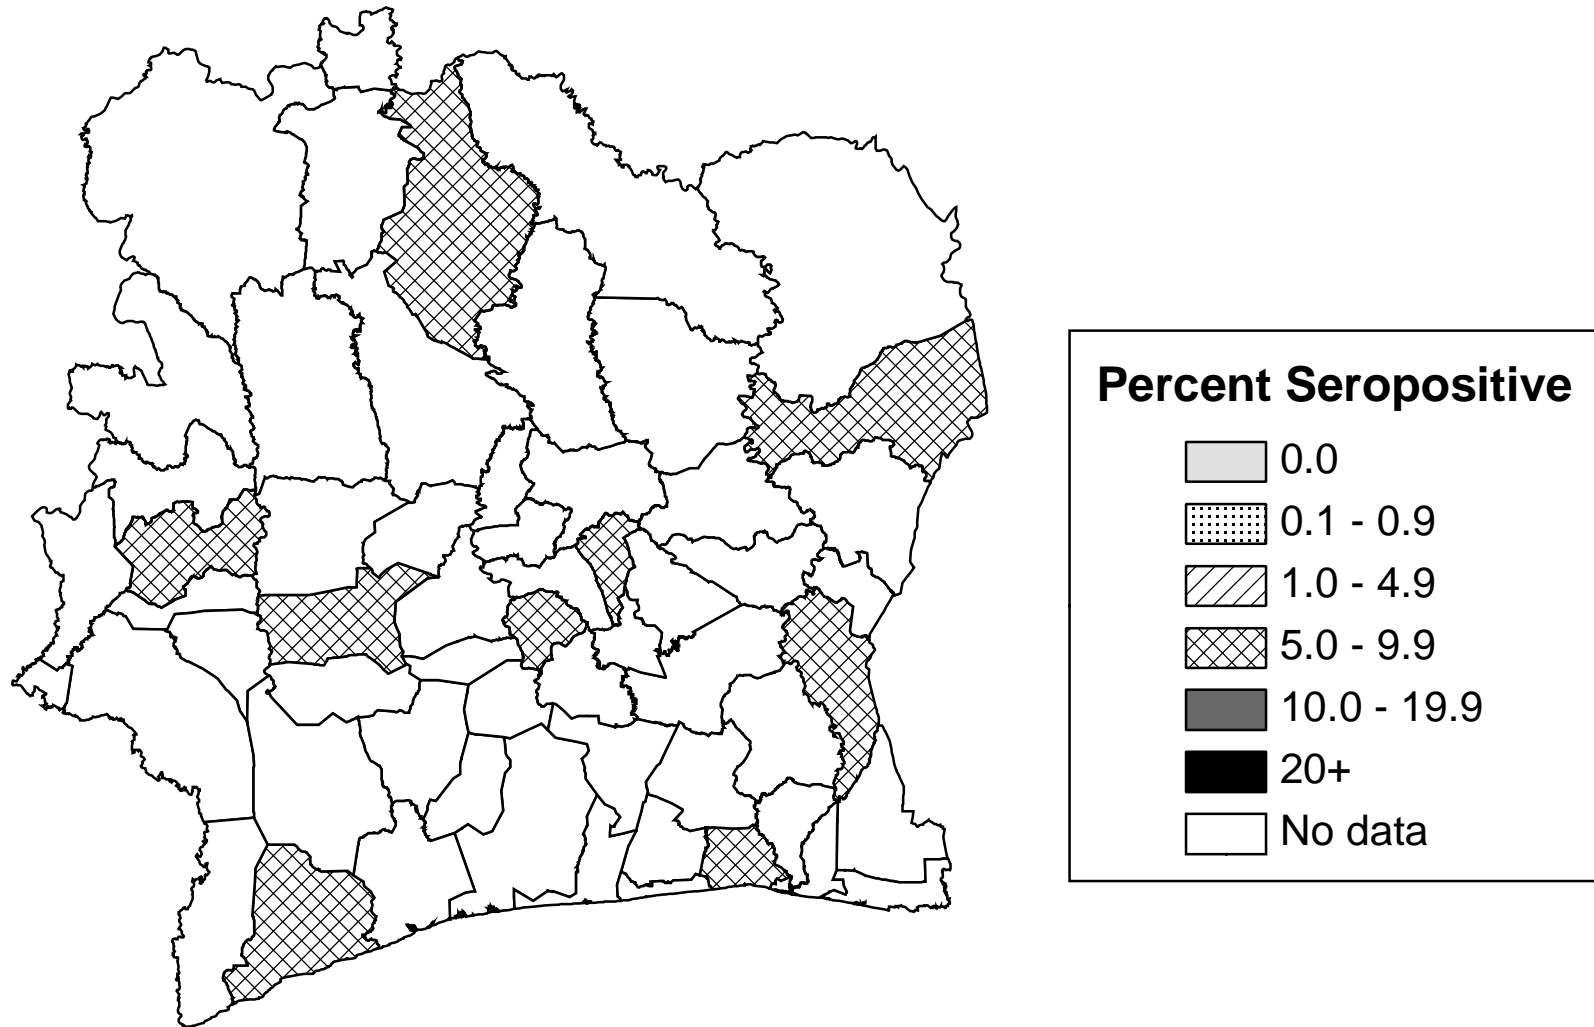 Percent Seropositive
0.0
0.1 - 0.9
1.0 - 4.9
5.0 - 9.9
10.0 - 19.9
20+
No data